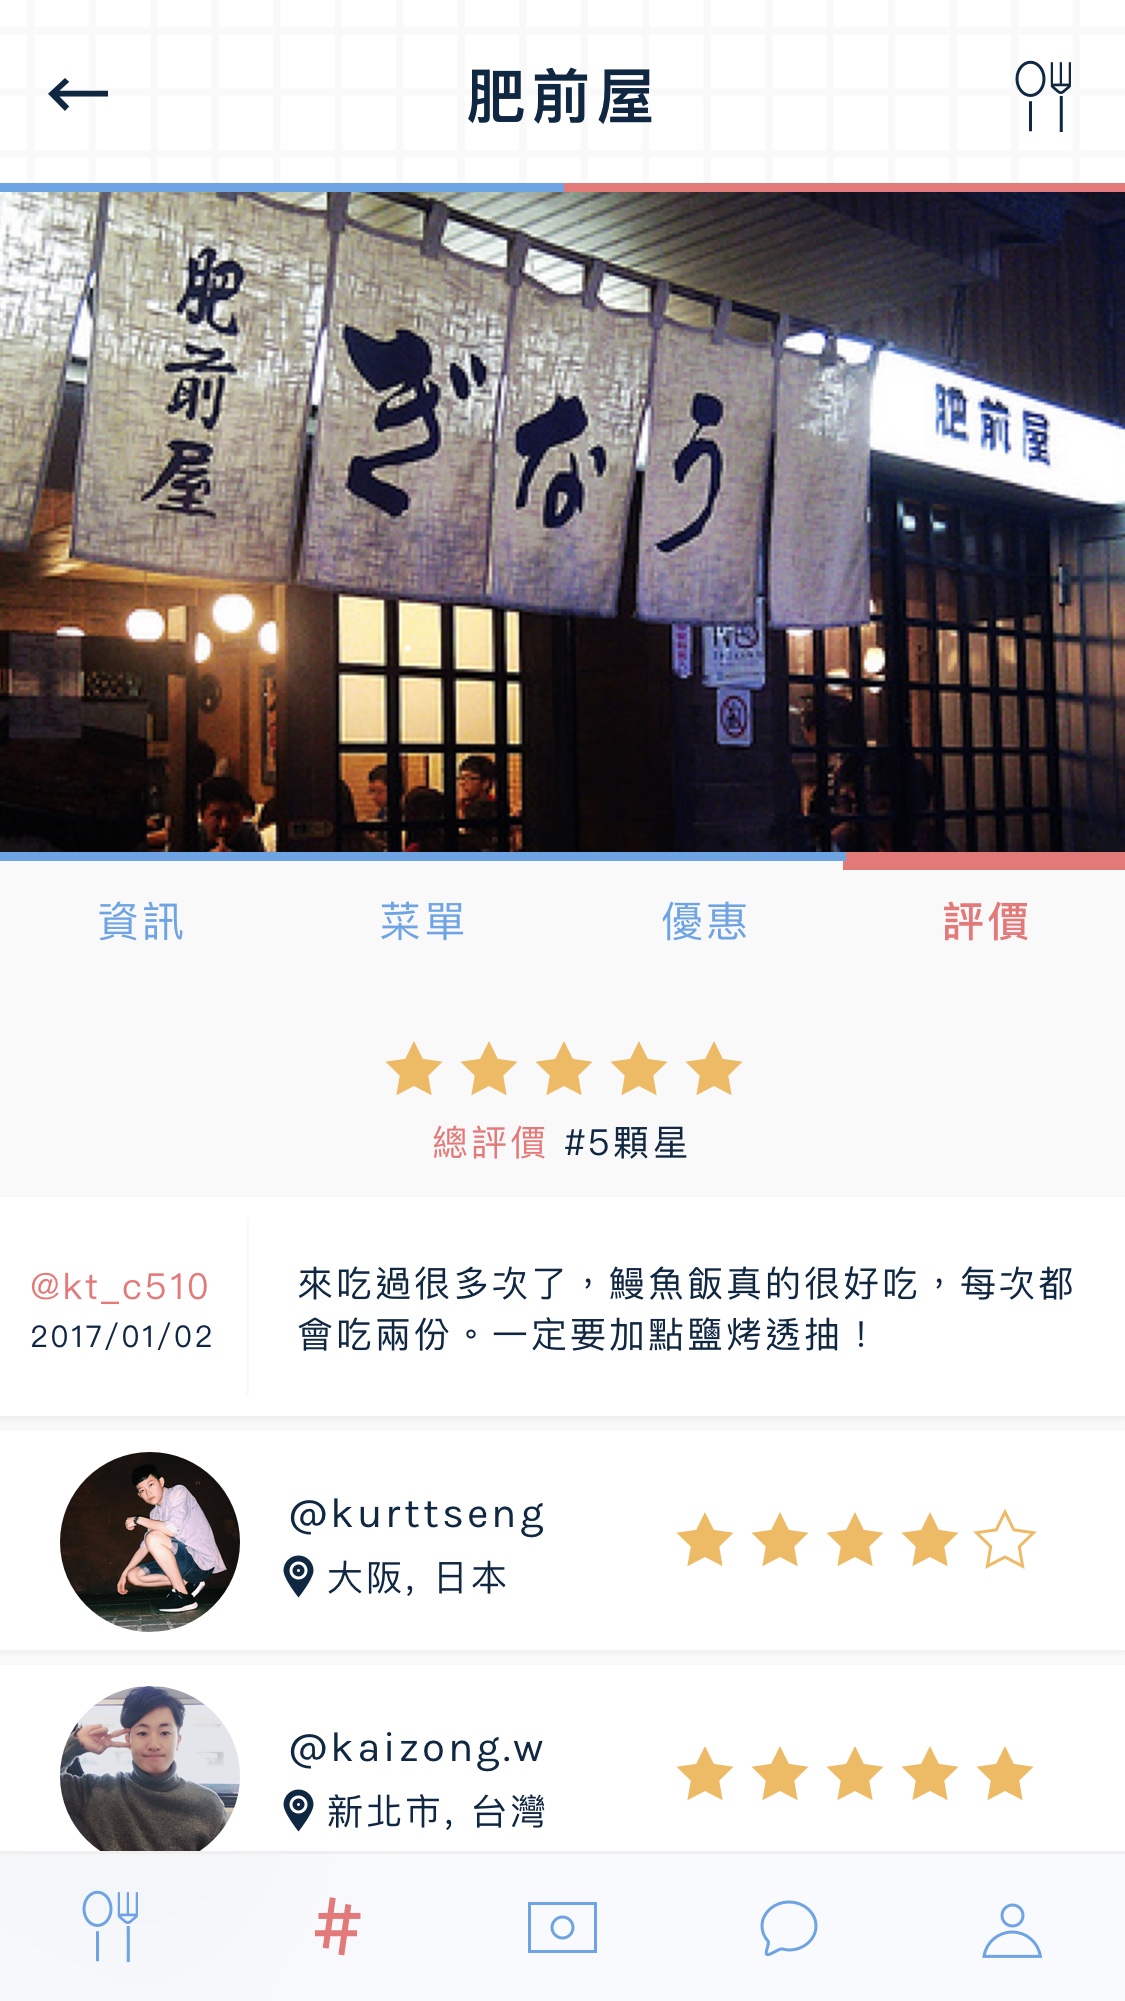 肥前屋
肥前屋
ぎなう
肥前屋
資訊
菜單
優惠
評價
總評價 #5顆星
@kt_c510
2017/01/02
來吃過很多次了，鰻魚飯真的很好吃，每次都
會吃兩份。一定要加點鹽烤透抽！
@kurttseng
大阪, 日本
@kaizong.w
新北市, 台灣
#